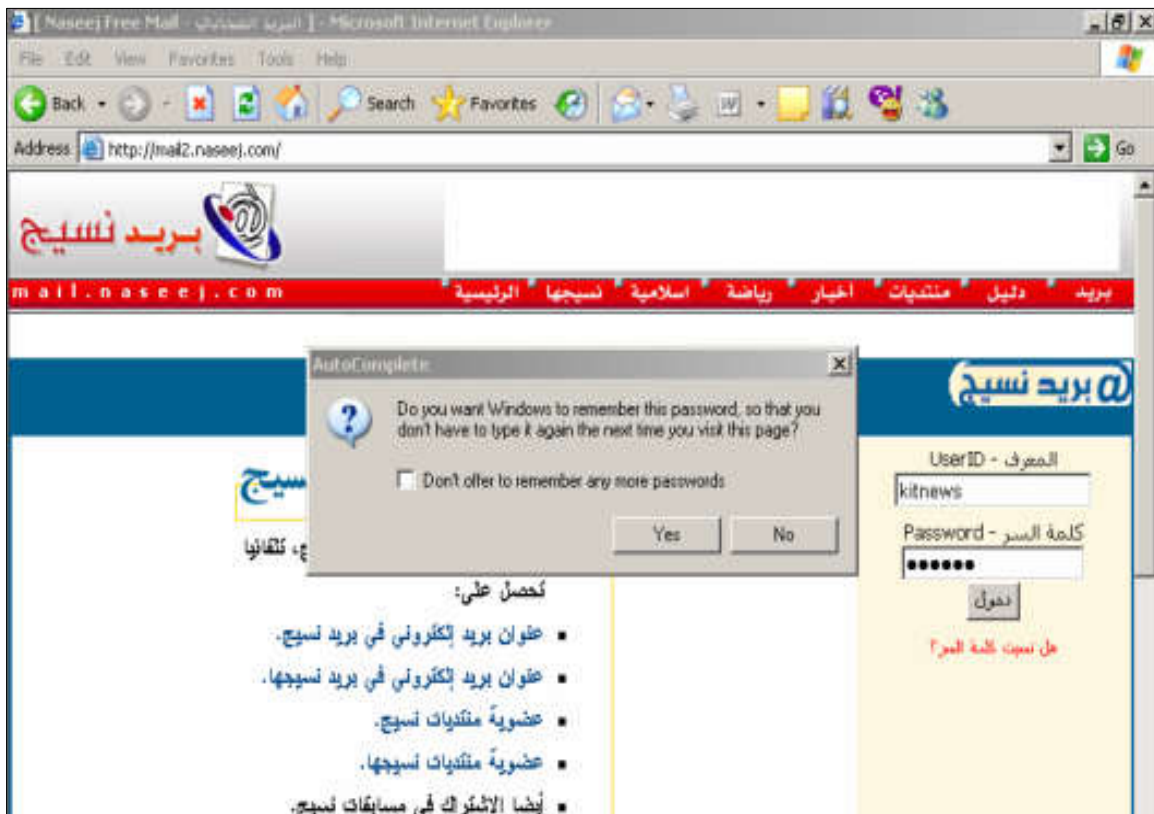 [ Naseej Free Mail - البريد المجاني ] - Microsoft Internet Explorer
File Edit View Favorites Tools Help
Back Search Favorites
Address http://mail2.naseej.com/ Go
بريد نسيج
mail.naseej.com
بريد دليل منتديات أخبار رياضة اسلامية نسيجها الرئيسية
@ بريد نسيج
AutoComplete
Do you want Windows to remember this password, so that you
don't have to type it again the next time you visit this page?
Don't offer to remember any more passwords
Yes No
المعرف - UserID
kitnews
كلمة السر - Password
دخول
هل نسيت كلمة السر؟
تحصل على:
عنوان بريد إلكتروني في بريد نسيج.
عنوان بريد إلكتروني في بريد نسيجها.
عضوية منتديات نسيج.
عضوية منتديات نسيجها.
أيضا الاشتراك في مسابقات نسيج.